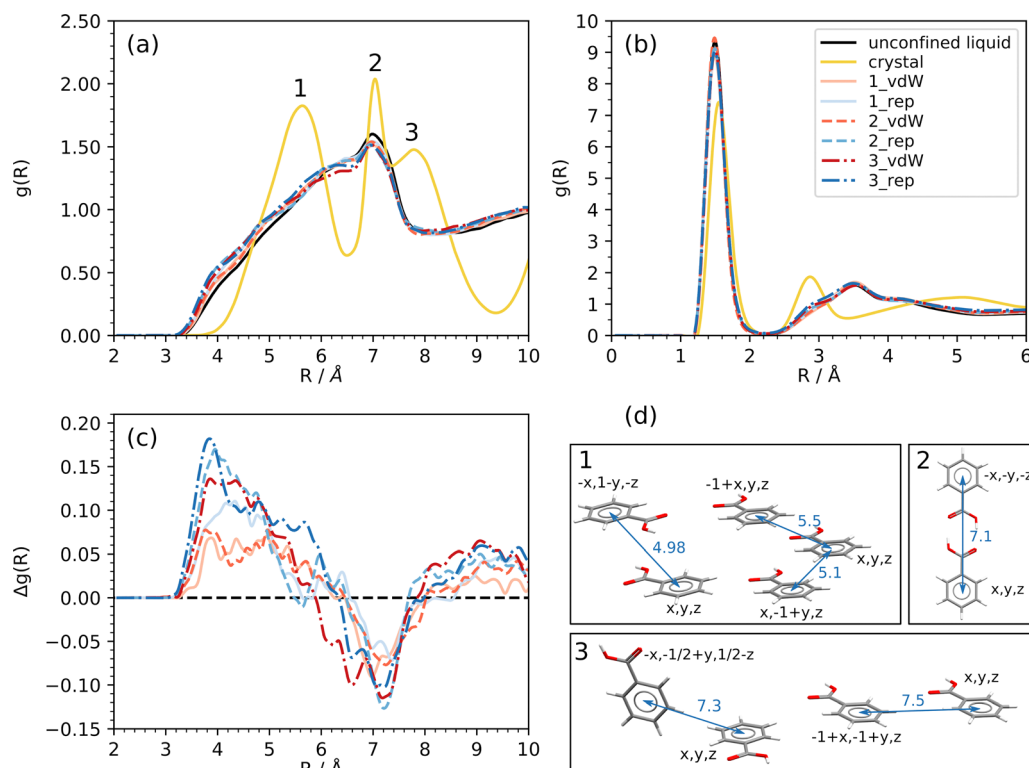 (a)
1
2
3
g(R)
2.50
2.00
1.50
1.00
0.50
0.00
2 3 4 5 6 7 8 9 10
R / Å
(b)
g(R)
10
9
8
7
6
5
4
3
2
1
0
0 1 2 3 4 5 6
R / Å
unconfined liquid
crystal
1_vdW
1_rep
2_vdW
2_rep
3_vdW
3_rep
(c)
Δg(R)
0.20
0.15
0.10
0.05
0.00
−0.05
−0.10
−0.15
2 3 4 5 6 7 8 9 10
(d)
1
-x,1-y,-z
-1+x,y,z
5.5
4.98
x,y,z
5.1
x,y,z
x,-1+y,z
2
-x,-y,-z
7.1
x,y,z
3
-x,-1/2+y,1/2-z
7.3
x,y,z
x,y,z
7.5
-1+x,-1+y,z